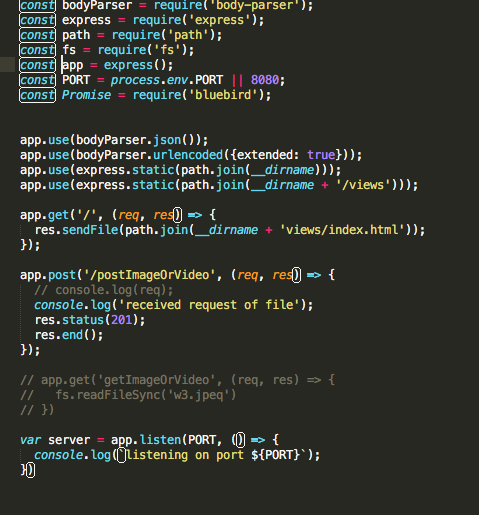 const bodyParser = require('body-parser');
const express = require('express');
const path = require('path');
const fs = require('fs');
const app = express();
const PORT = process.env.PORT || 8080;
const Promise = require('bluebird');
app.use(bodyParser.json());
app.use(bodyParser.urlencoded({extended: true}));
app.use(express.static(path.join(__dirname)));
app.use(express.static(path.join(__dirname + '/views')));
app.get('/', (req, res) => {
  res.sendFile(path.join(__dirname + 'views/index.html'));
});
app.post('/postImageOrVideo', (req, res) => {
  // console.log(req);
  console.log('received request of file');
  res.status(201);
  res.end();
});
// app.get('getImageOrVideo', (req, res) => {
//   fs.readFileSync('w3.jpeq')
// })
var server = app.listen(PORT, () => {
  console.log(`listening on port ${PORT}`);
})